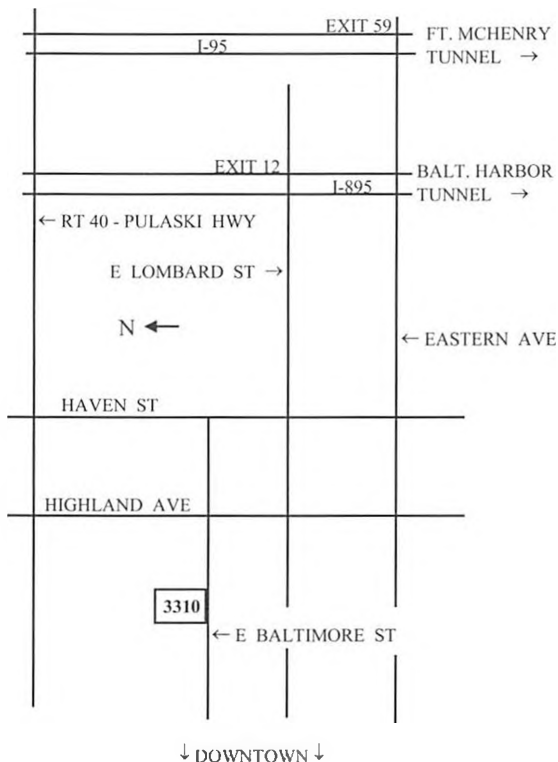 EXIT 59
FT. MCHENRY
I-95
TUNNEL →
EXIT 12
BALT. HARBOR
I-895
TUNNEL →
← RT 40 - PULASKI HWY
E LOMBARD ST →
N ←
← EASTERN AVE
HAVEN ST
HIGHLAND AVE
3310
← E BALTIMORE ST
↓ DOWNTOWN ↓